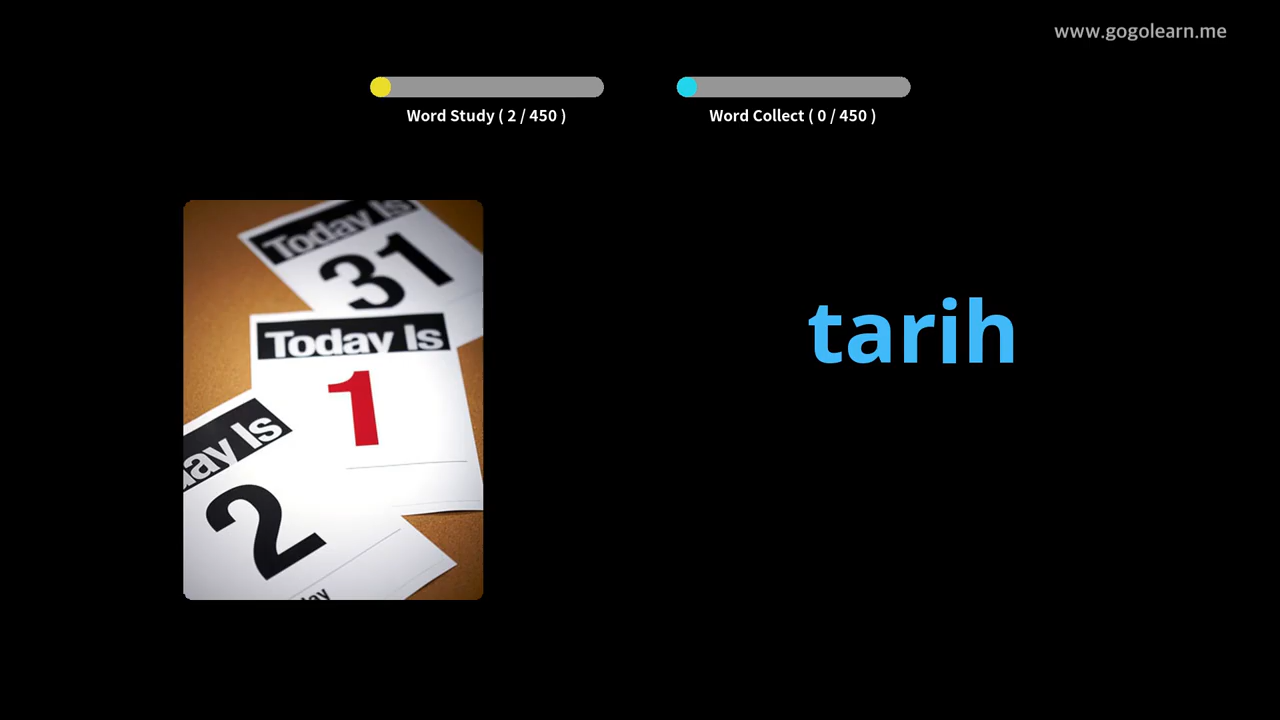 www.gogolearn.me
Word Study ( 2 / 450 )
Word Collect ( 0 / 450 )
Today Is
31
Today Is
1
tarih
ay Is
2
ay